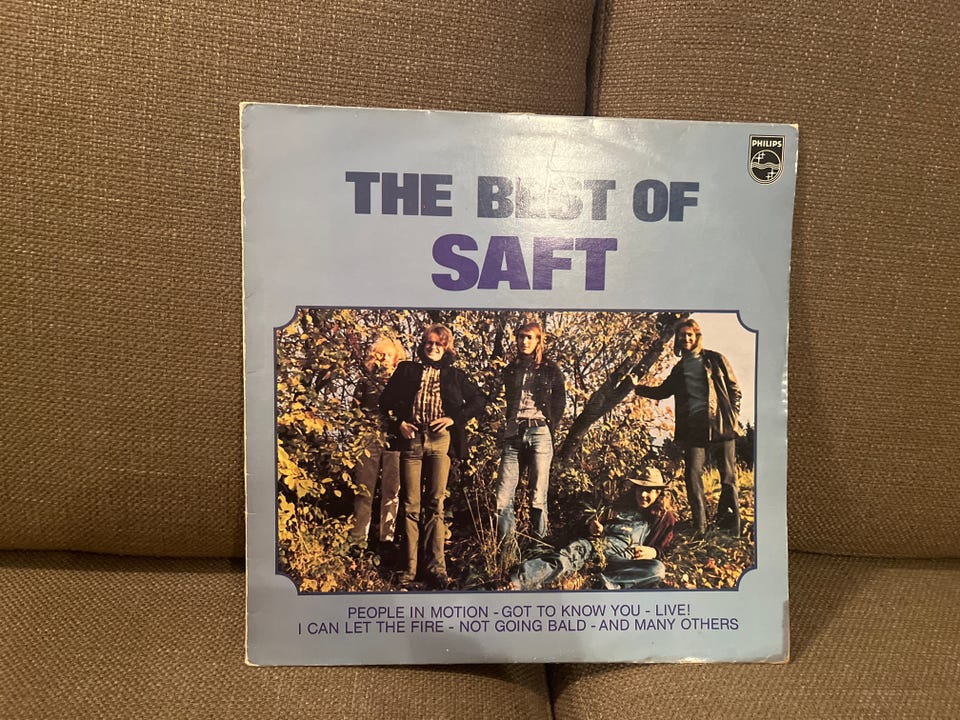 PHILIPS
THE BEST OF
SAFT
PEOPLE IN MOTION - GOT TO KNOW YOU - LIVE!
I CAN LET THE FIRE - NOT GOING BALD - AND MANY OTHERS